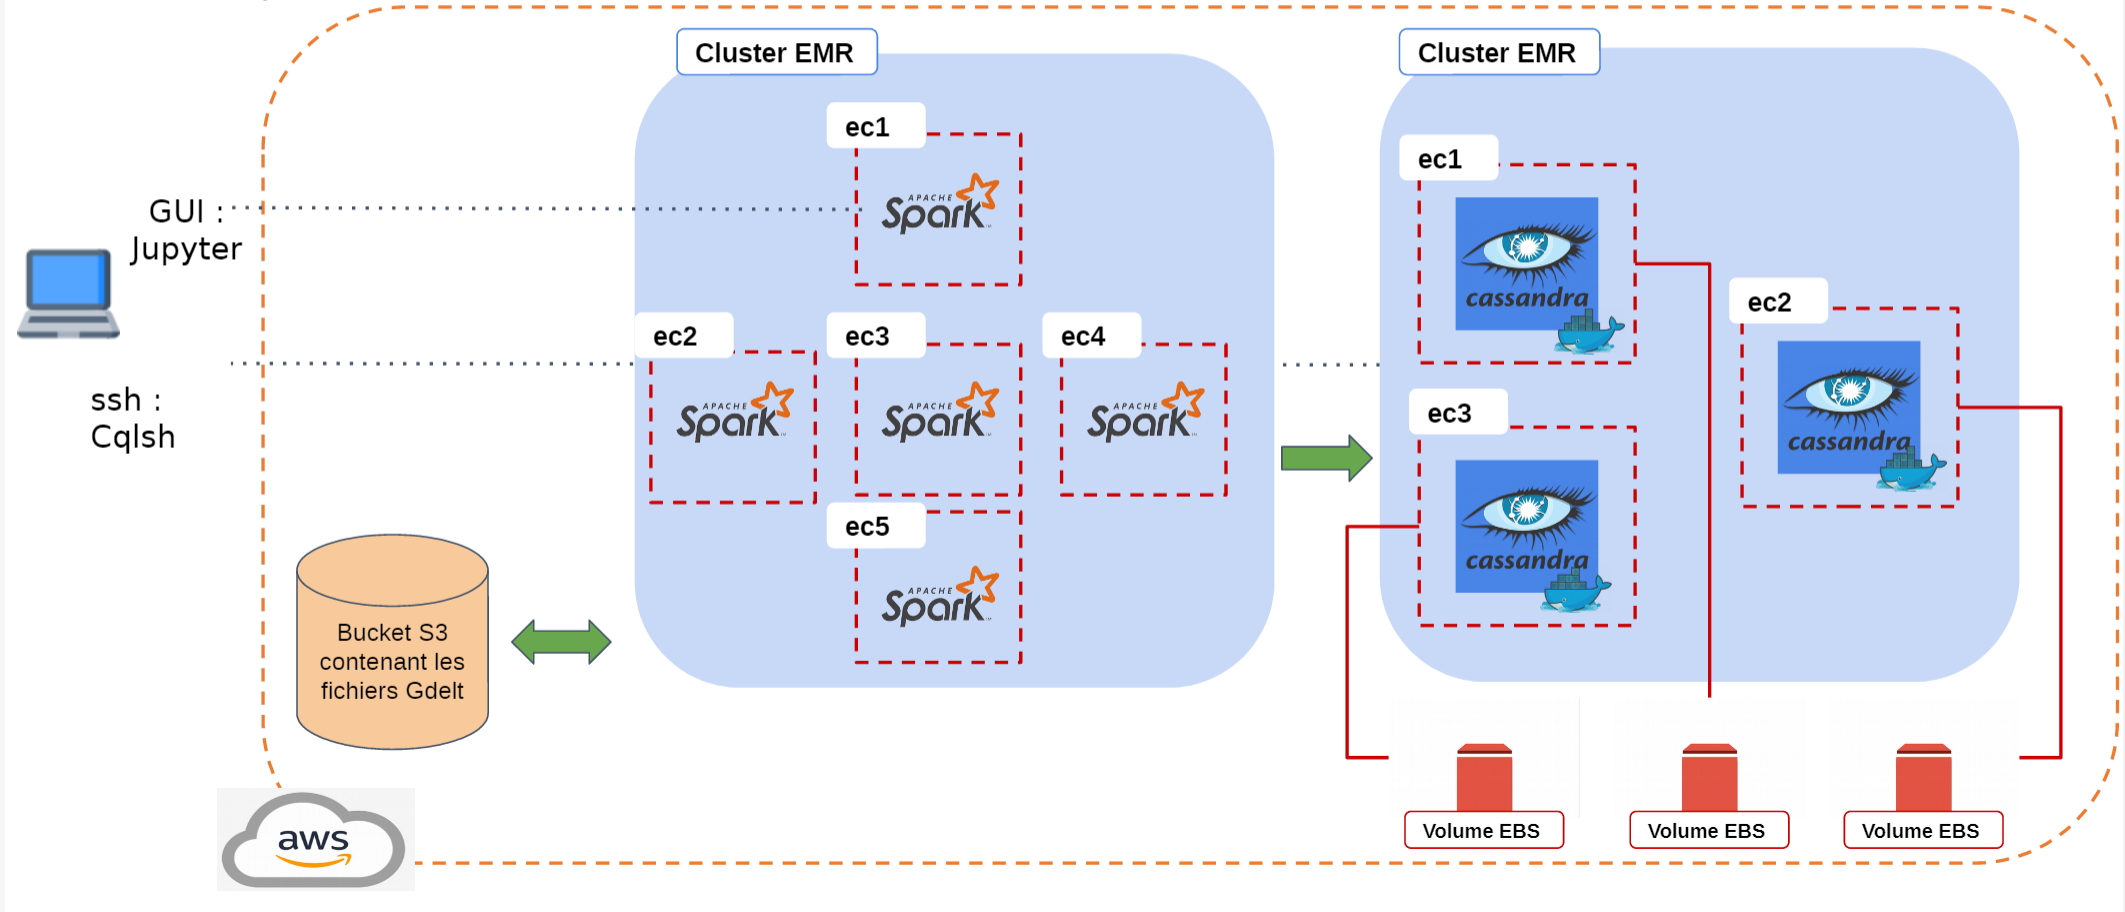 Cluster EMR
Cluster EMR
ec1
APACHE
Spark
ec1
cassandra
GUI :
Jupyter
ec2
cassandra
ec2
APACHE
Spark
ec3
APACHE
Spark
ec4
APACHE
Spark
ssh :
Cqlsh
ec3
cassandra
ec5
APACHE
Spark
Bucket S3
contenant les
fichiers Gdelt
aws
Volume EBS
Volume EBS
Volume EBS